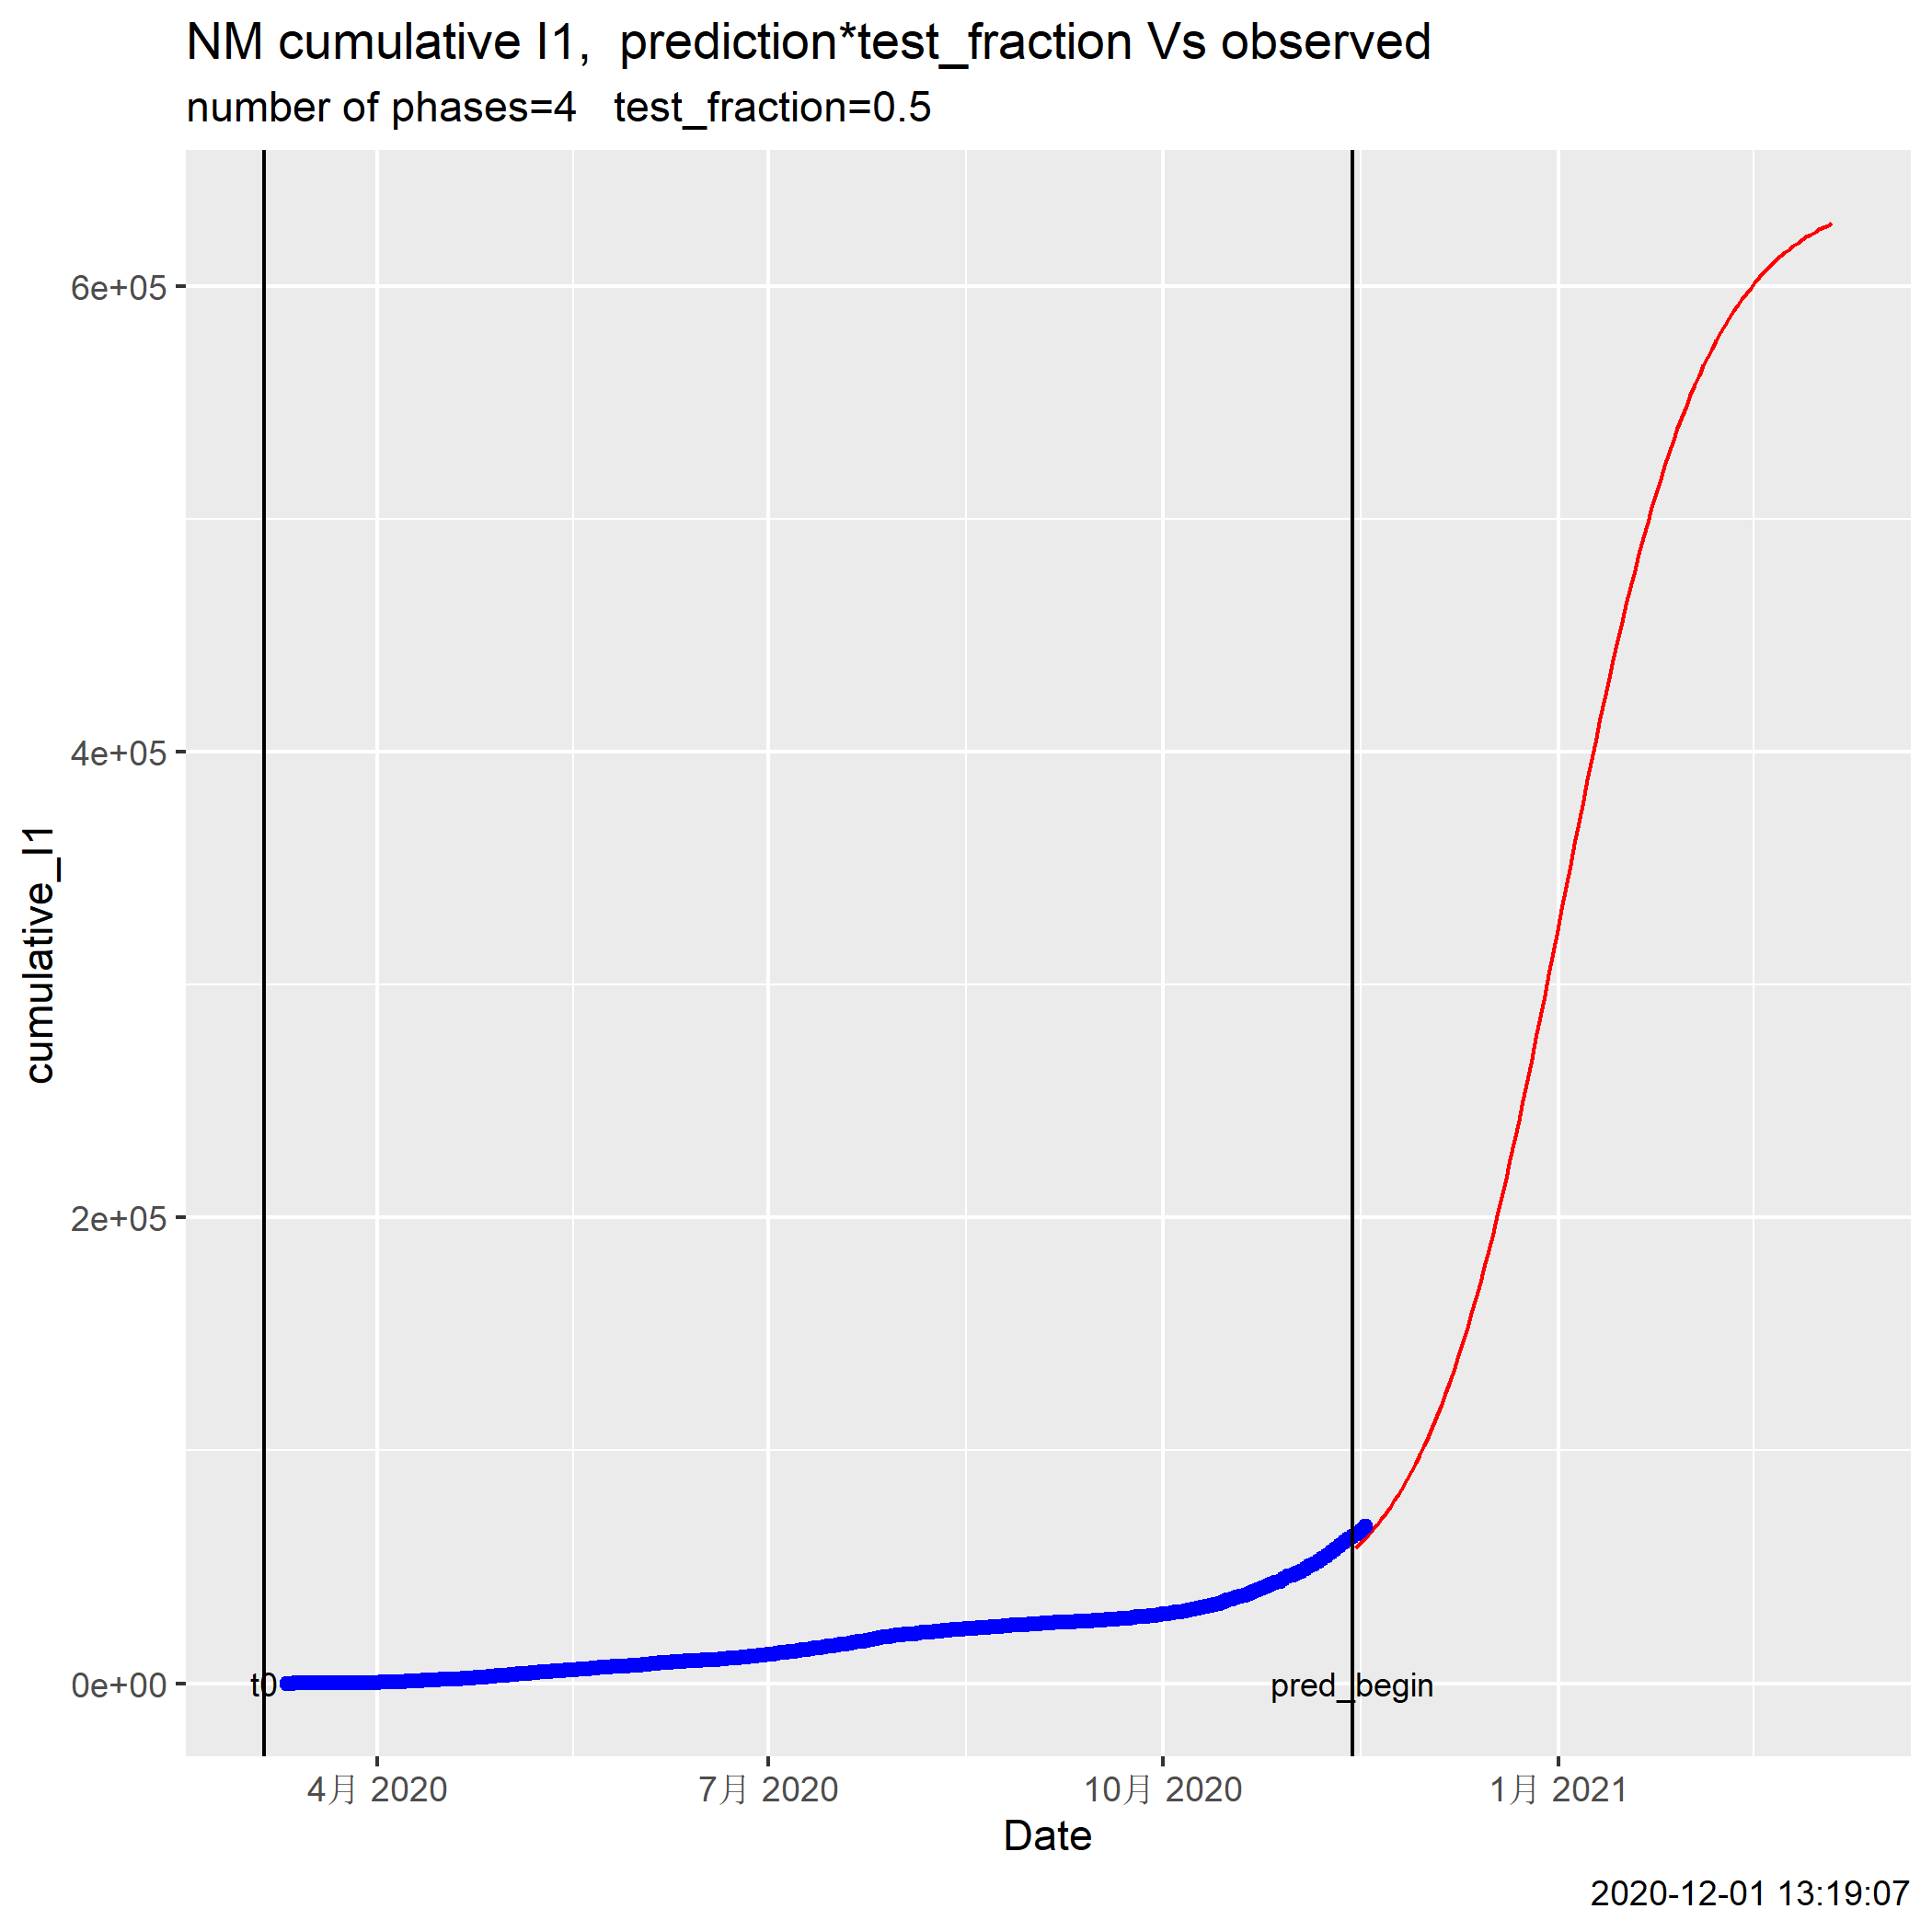 NM cumulative I1,  prediction*test_fraction Vs observed
number of phases=4   test_fraction=0.5
6e+05
4e+05
2e+05
0e+00
cumulative_I1
t0
pred_begin
4月 2020
7月 2020
10月 2020
1月 2021
Date
2020-12-01 13:19:07